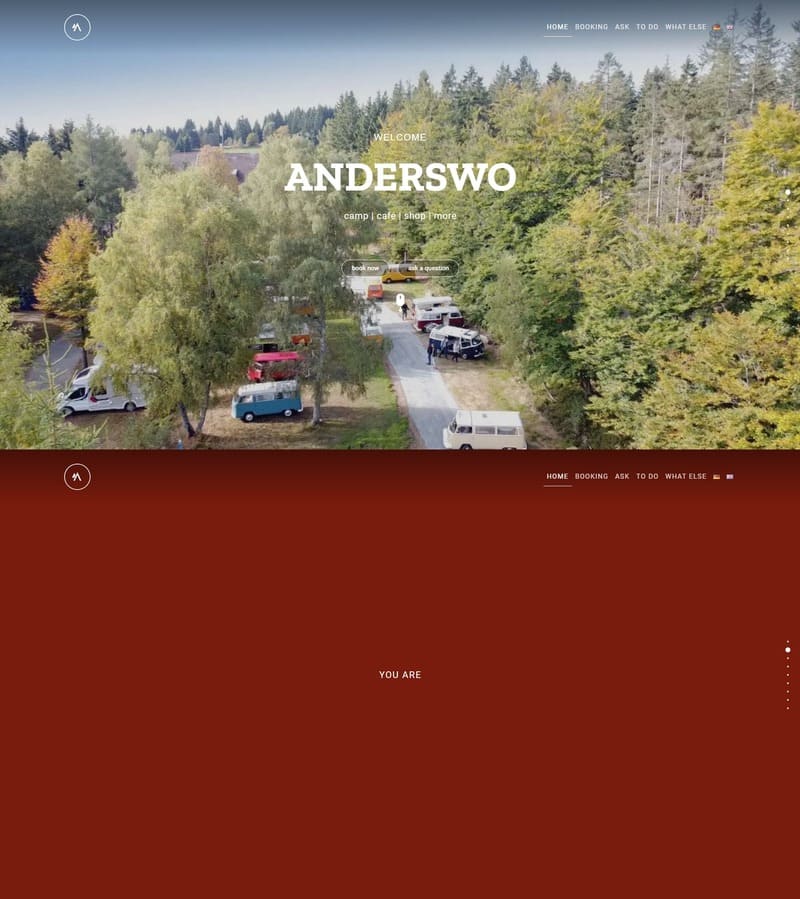 HOME BOOKING ASK TO DO WHAT ELSE
WELCOME
ANDERSWO
camp | café | shop | more
book now ask a question
HOME BOOKING ASK TO DO WHAT ELSE
YOU ARE